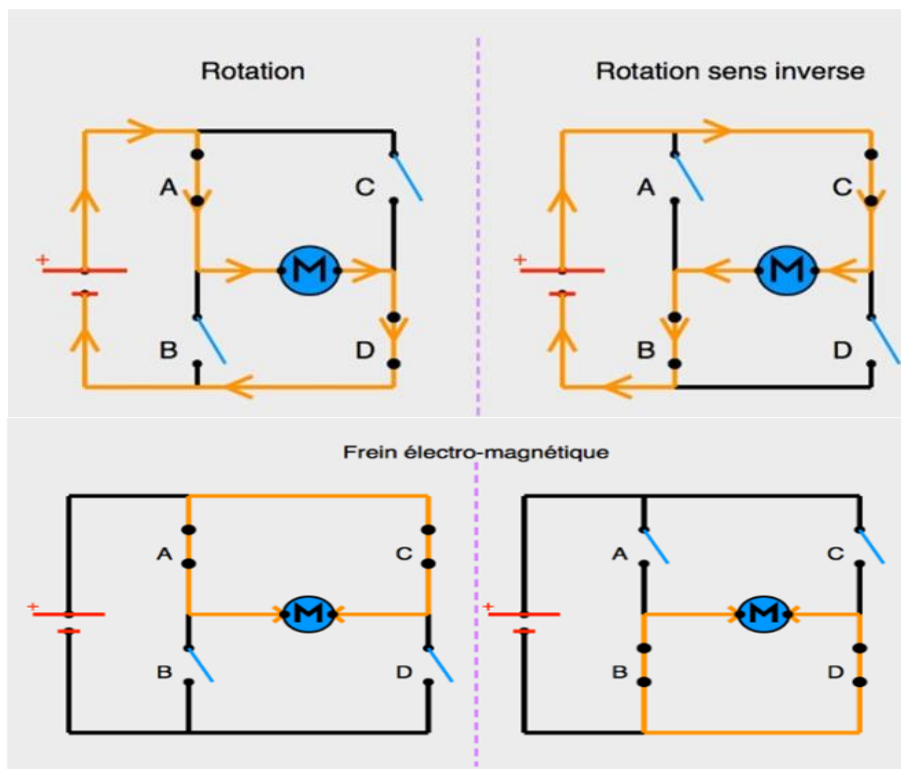 Rotation
Rotation sens inverse
A C
+ M
B D
A C
+ M
B D
Frein électro-magnétique
A C
+ M
B D
A C
+ M
B D